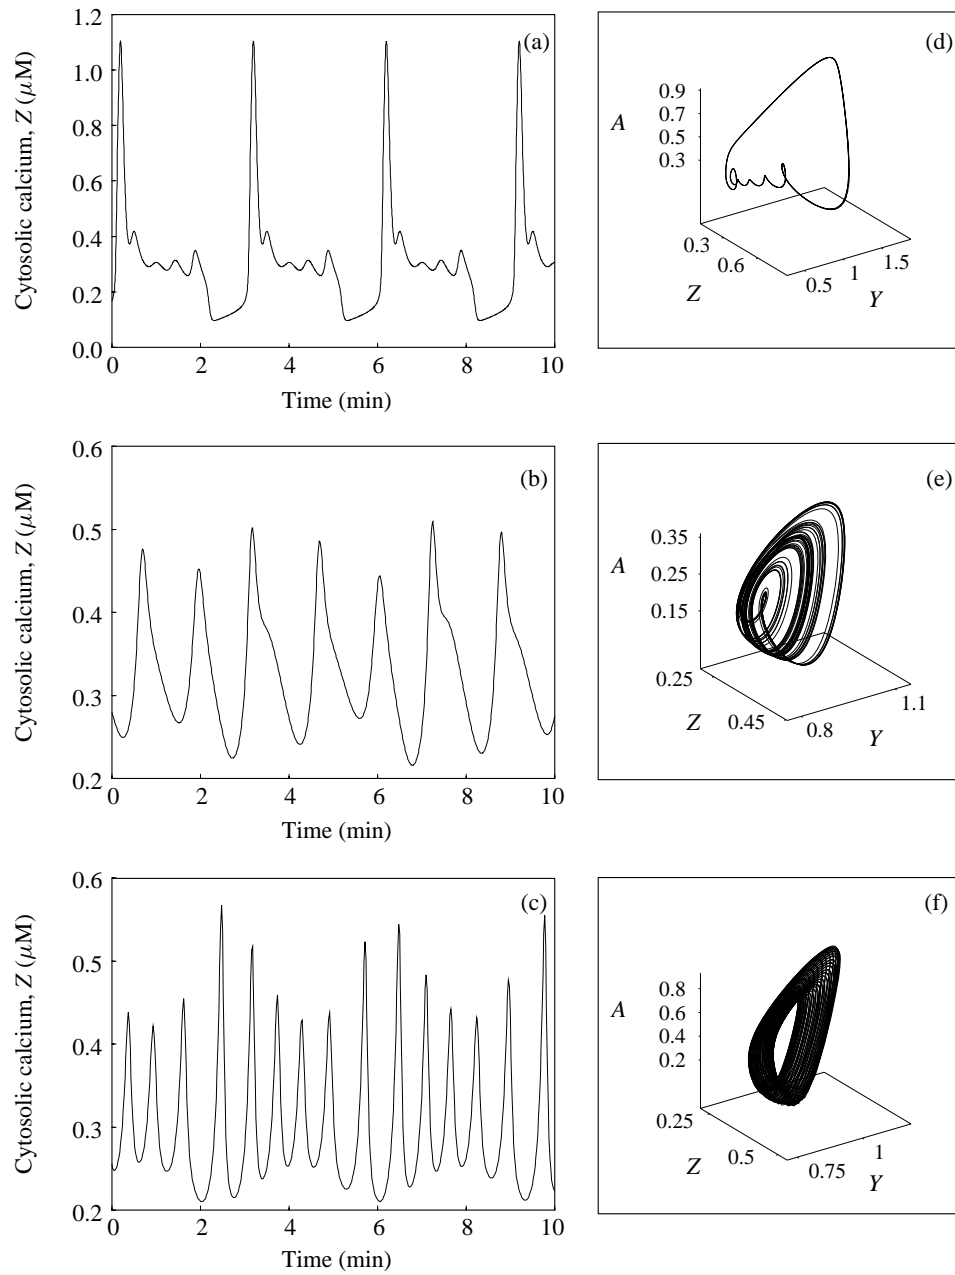 (a)
Cytosolic calcium, Z (μM)
1.2
1.0
0.8
0.6
0.4
0.2
0.0
0 2 4 6 8 10
Time (min)
(d)
A
0.9
0.7
0.5
0.3
0.3
0.6
Z
0.5
1
1.5
Y
(b)
Cytosolic calcium, Z (μM)
0.6
0.5
0.4
0.3
0.2
0 2 4 6 8 10
Time (min)
(e)
A
0.35
0.25
0.15
0.25
0.45
Z
0.8
1.1
Y
(c)
Cytosolic calcium, Z (μM)
0.6
0.5
0.4
0.3
0.2
0 2 4 6 8 10
Time (min)
(f)
A
0.8
0.6
0.4
0.2
0.25
0.5
Z
0.75
1
Y